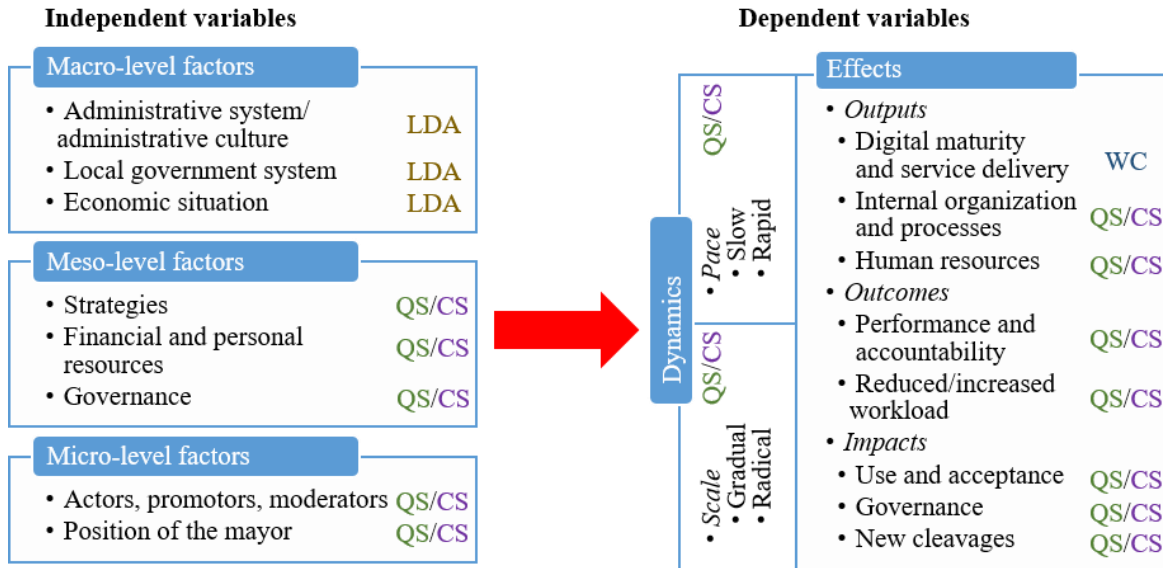 Independent variables
Macro-level factors
• Administrative system/
administrative culture LDA
• Local government system LDA
• Economic situation LDA
Meso-level factors
• Strategies QS/CS
• Financial and personal
resources QS/CS
• Governance QS/CS
Micro-level factors
• Actors, promotors, moderators QS/CS
• Position of the mayor QS/CS
Dependent variables
Dynamics
QS/CS
• Pace
• Slow
• Rapid
QS/CS
• Scale
• Gradual
• Radical
Effects
• Outputs
• Digital maturity
and service delivery WC
• Internal organization
and processes QS/CS
• Human resources QS/CS
• Outcomes
• Performance and
accountability QS/CS
• Reduced/increased
workload QS/CS
• Impacts
• Use and acceptance QS/CS
• Governance QS/CS
• New cleavages QS/CS